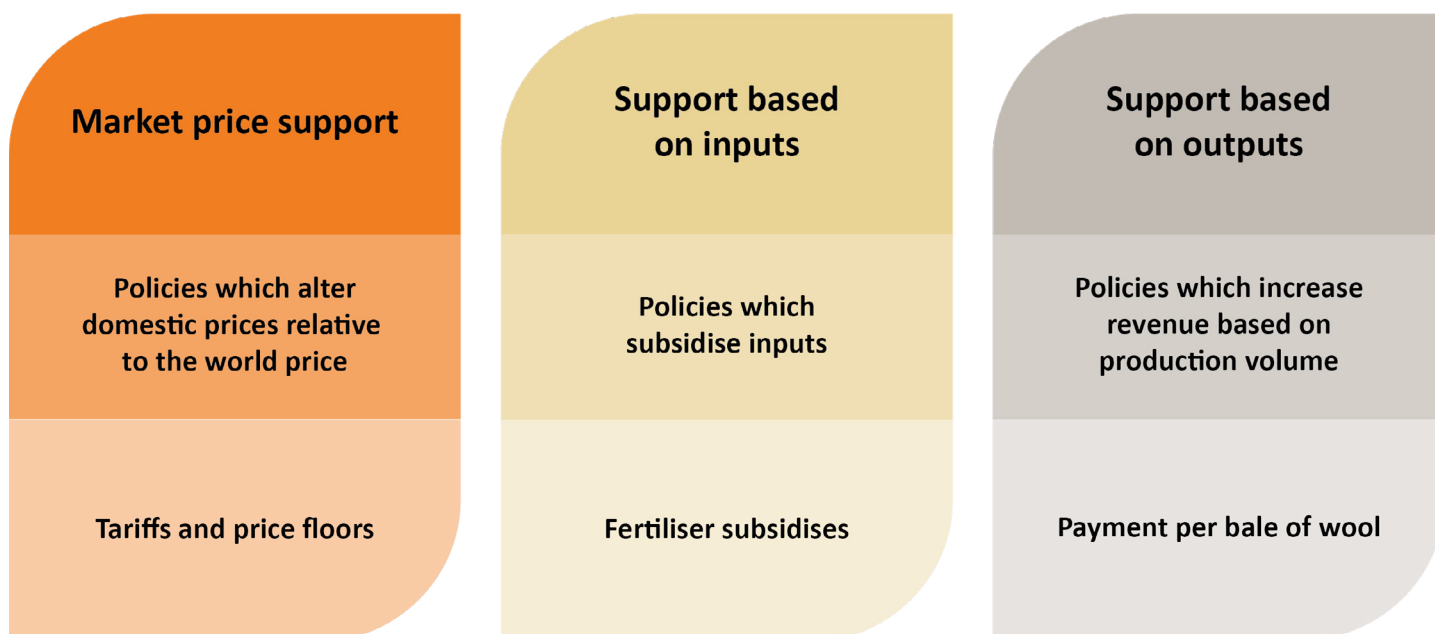 Market price support
Policies which alter
domestic prices relative
to the world price
Tariffs and price floors
Support based
on inputs
Policies which
subsidise inputs
Fertiliser subsidises
Support based
on outputs
Policies which increase
revenue based on
production volume
Payment per bale of wool